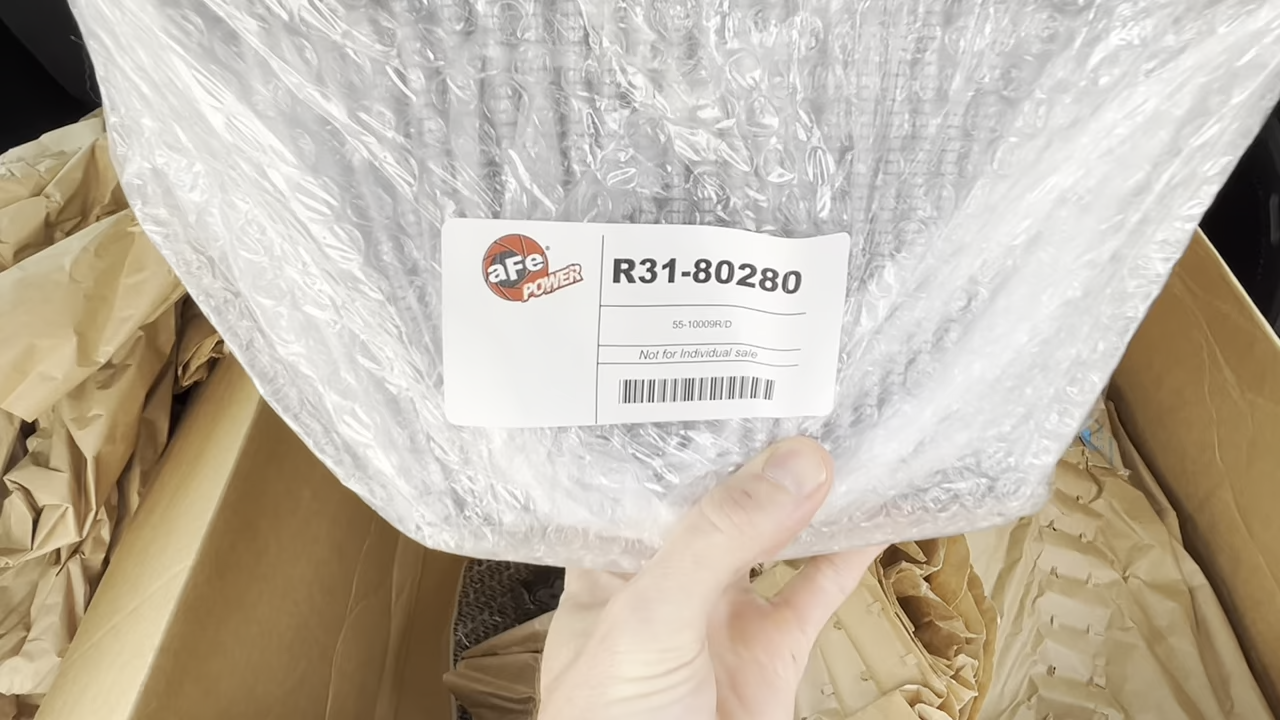 aFe
POWER
R31-80280
55-10009R/D
Not for Individual sale